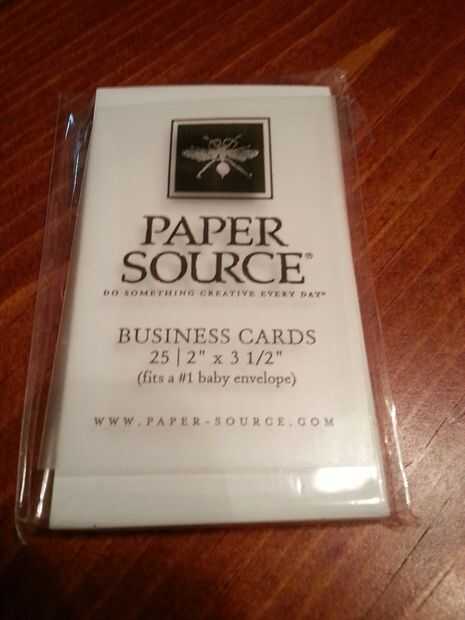 PAPER
SOURCE®
DO SOMETHING CREATIVE EVERY DAY®
BUSINESS CARDS
25 | 2" x 3 1/2"
(fits a #1 baby envelope)
WWW.PAPER-SOURCE.COM